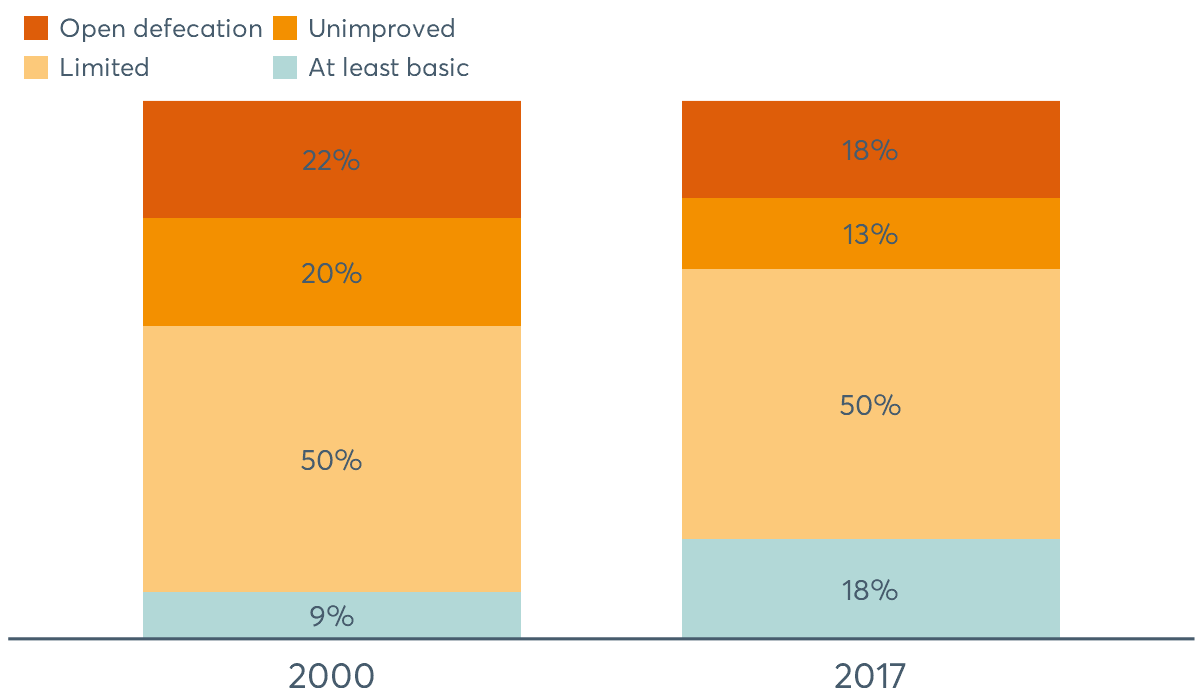 Open defecation Unimproved
Limited At least basic
22% 18%
20% 13%
50% 50%
9% 18%
2000 2017